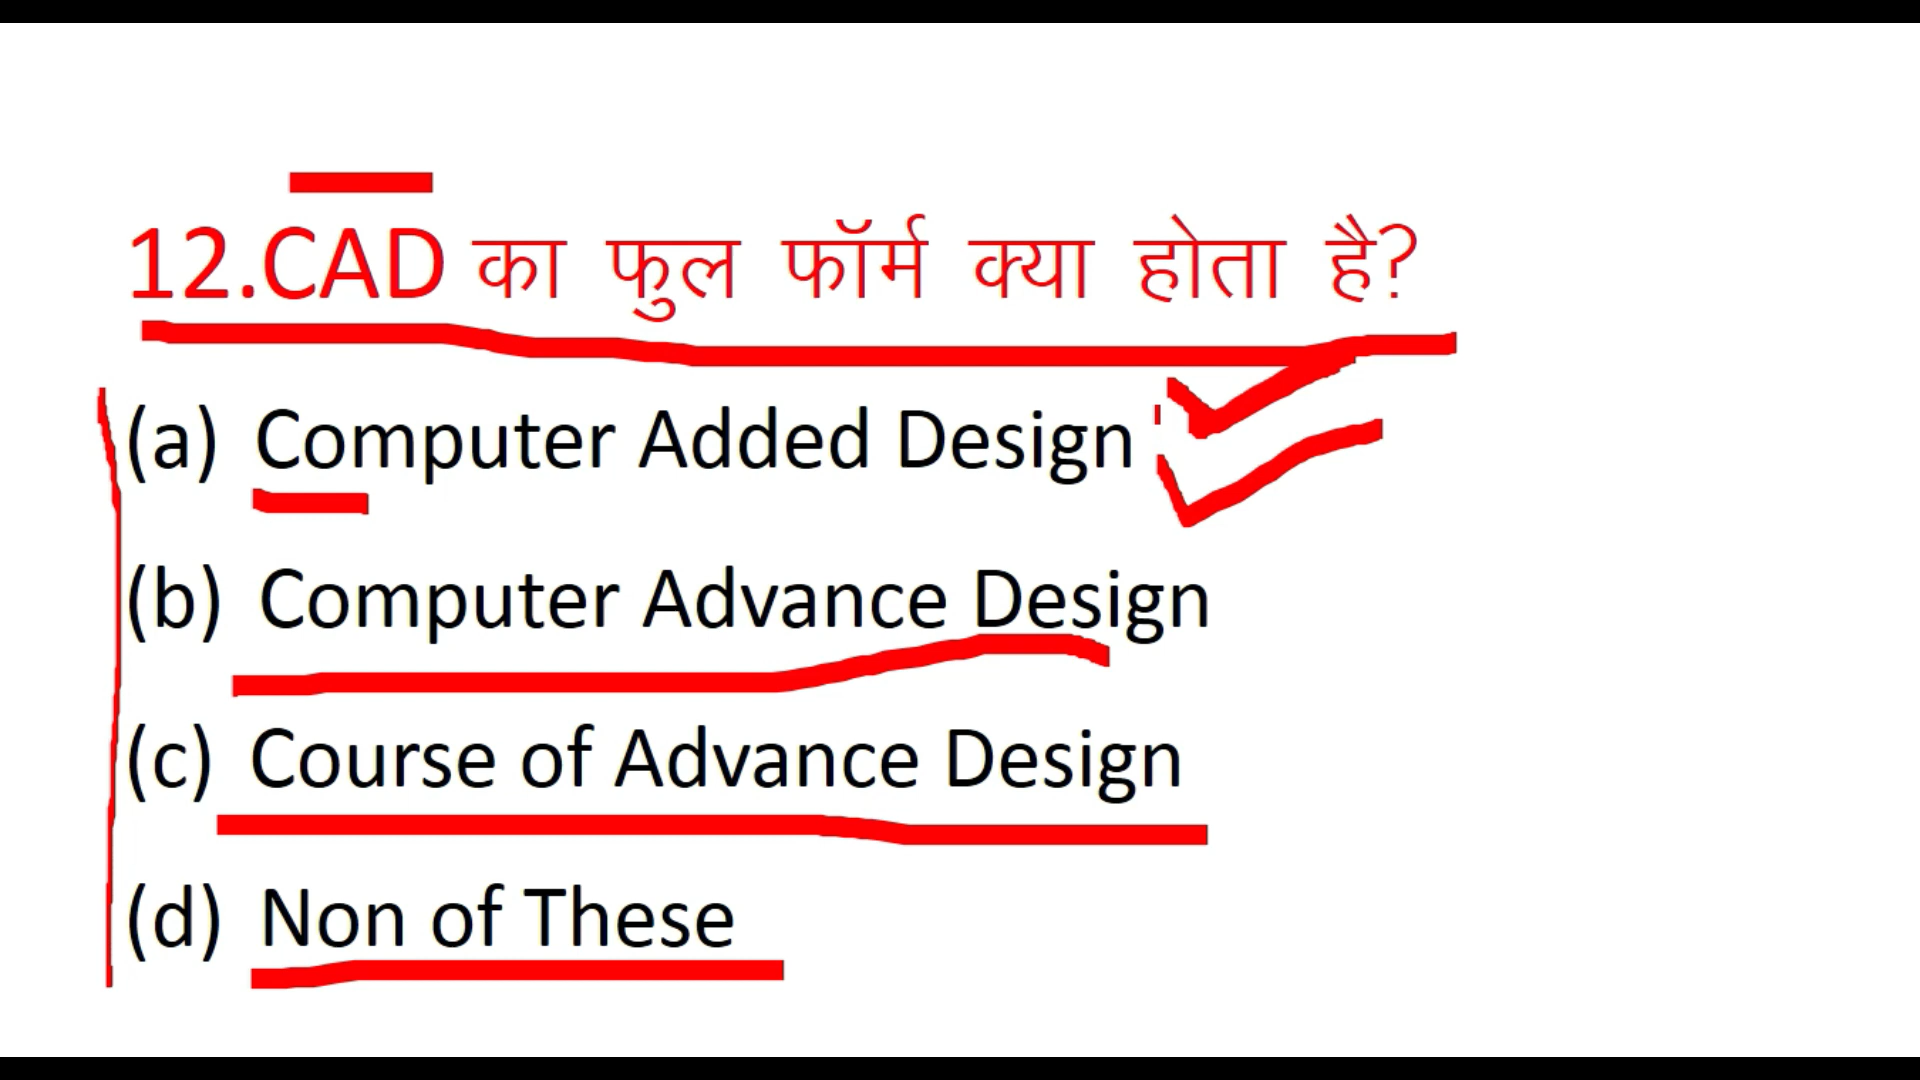 12.CAD का फुल फॉर्म क्या होता है?
(a) Computer Added Design
(b) Computer Advance Design
(c) Course of Advance Design
(d) Non of These